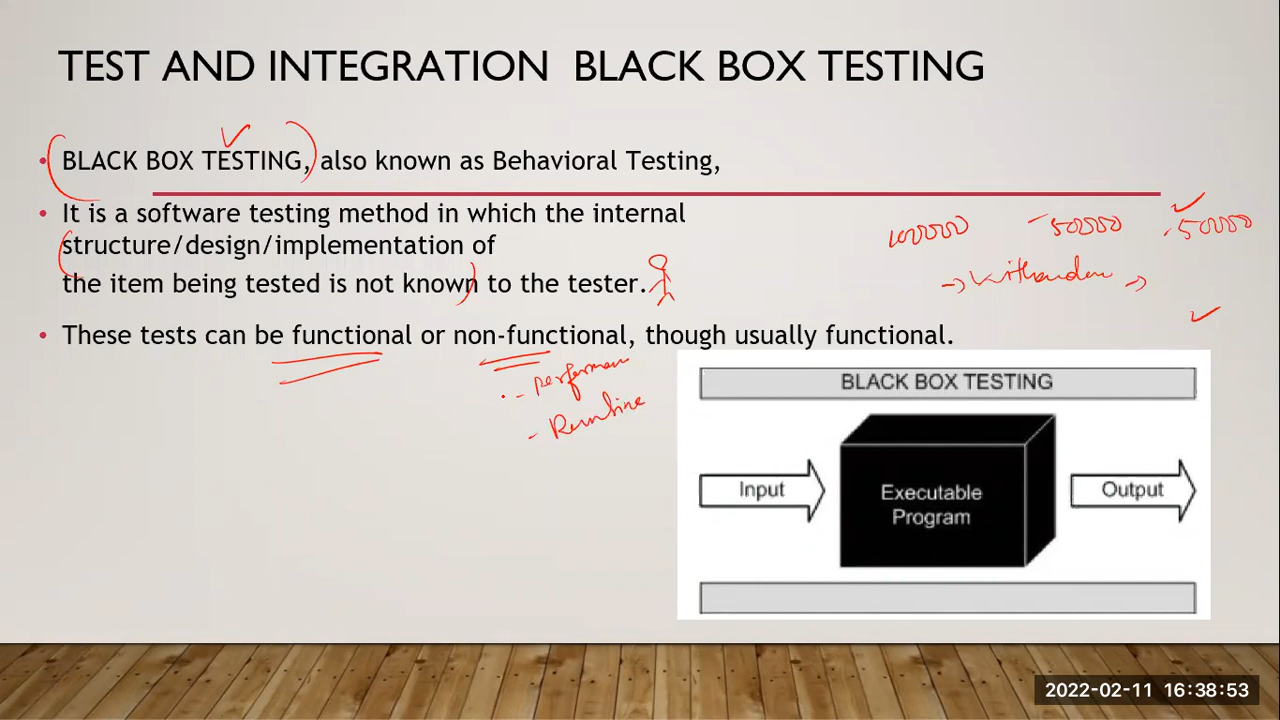 TEST AND INTEGRATION BLACK BOX TESTING
• BLACK BOX TESTING, also known as Behavioral Testing,
• It is a software testing method in which the internal
structure/design/implementation of
the item being tested is not known to the tester.
100000 - 50000 50000
• These tests can be functional or non-functional, though usually functional.
BLACK BOX TESTING
Input
Executable
Program
Output
2022-02-11 16:38:53